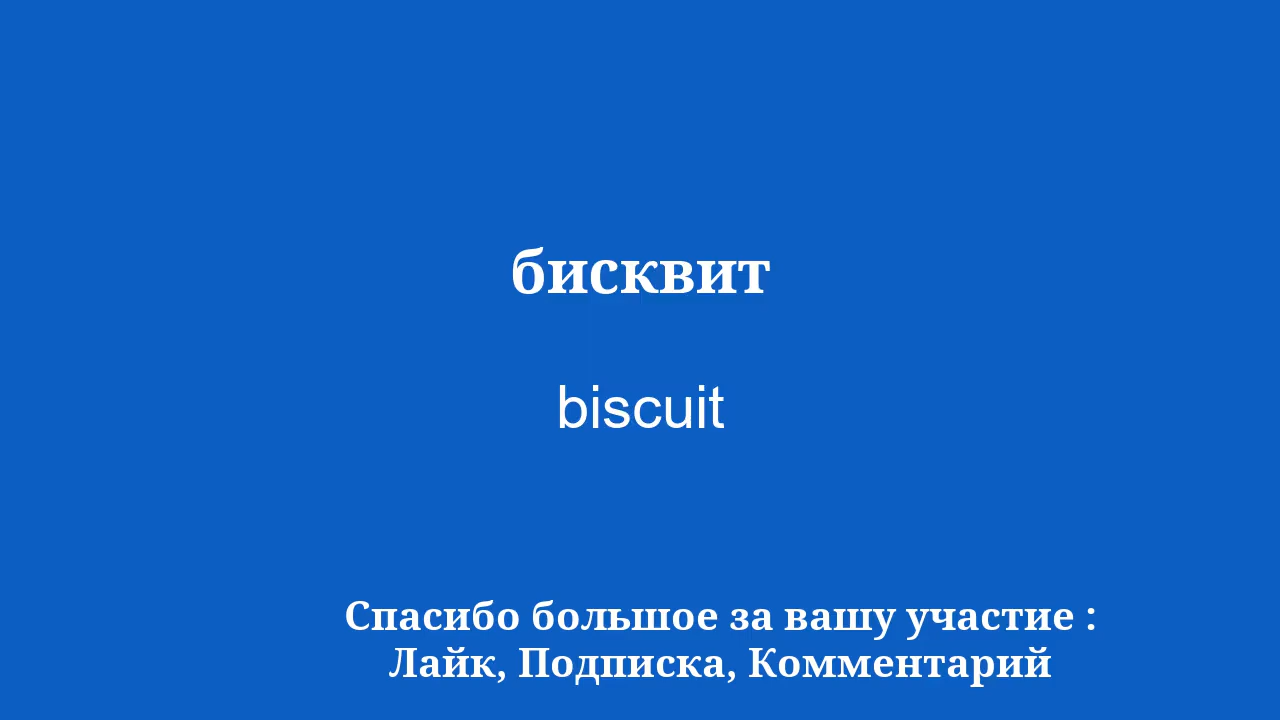 бисквит
biscuit
Спасибо большое за вашу участие :
Лайк, Подписка, Комментарий